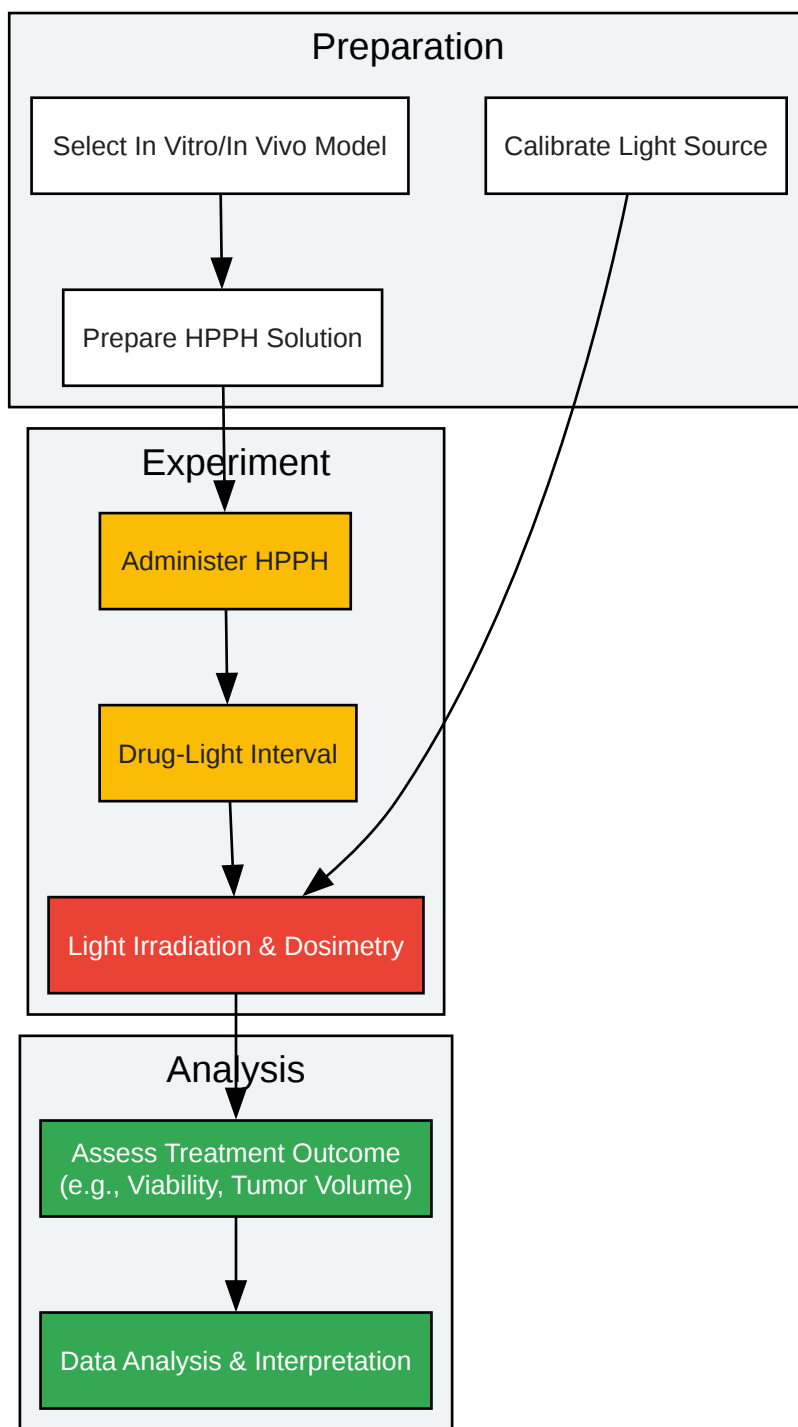 Preparation
Select In Vitro/In Vivo Model
Calibrate Light Source
Prepare HPPH Solution
Experiment
Administer HPPH
Drug-Light Interval
Light Irradiation & Dosimetry
Analysis
Assess Treatment Outcome
(e.g., Viability, Tumor Volume)
Data Analysis & Interpretation